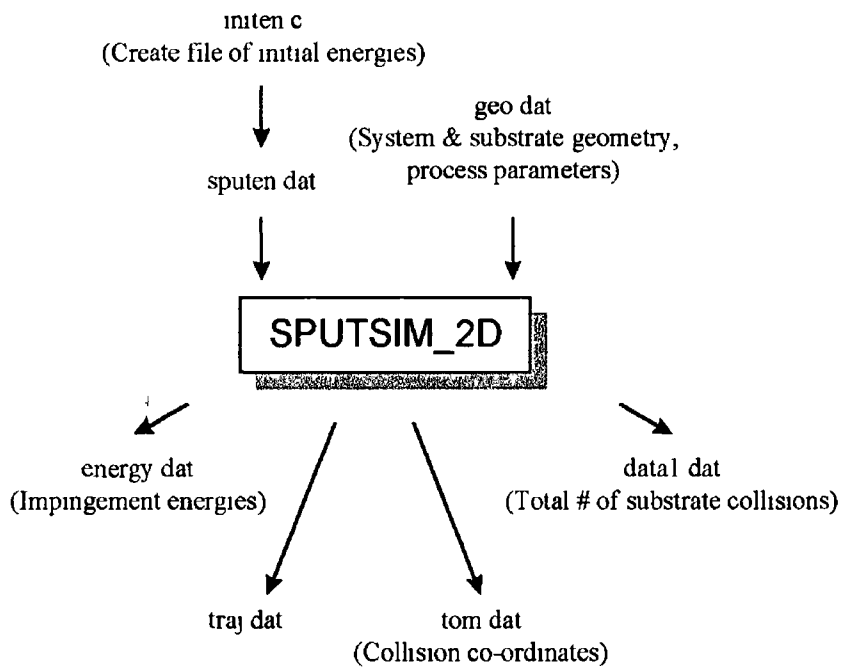 initen c
(Create file of initial energies)
geo dat
(System & substrate geometry,
process parameters)
sputen dat
SPUTSIM_2D
energy dat
(Impingement energies)
data1 dat
(Total # of substrate collisions)
traj dat
tom dat
(Collision co-ordinates)